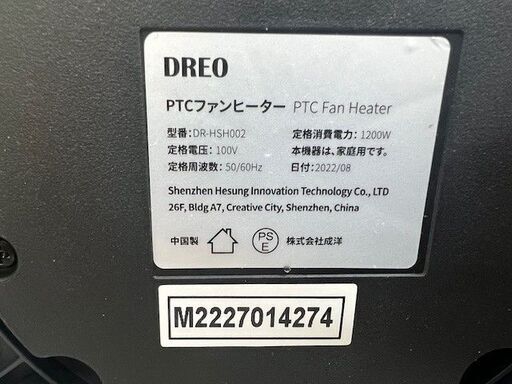 DREO
PTCファンヒーター PTC Fan Heater
型番:DR-HSH002 定格消費電力:1200W
定格電圧:100V 本機器は、家庭用です。
定格周波数:50/60Hz 日付:2022/08
Shenzhen Hesung Innovation Technology Co., LTD
26F, Bldg A7, Creative City, Shenzhen, China
中国製 PSE 株式会社成洋
M2227014274